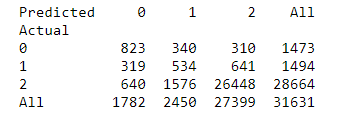 Predicted 0 1 2 All
Actual
0 823 340 310 1473
1 319 534 641 1494
2 640 1576 26448 28664
All 1782 2450 27399 31631